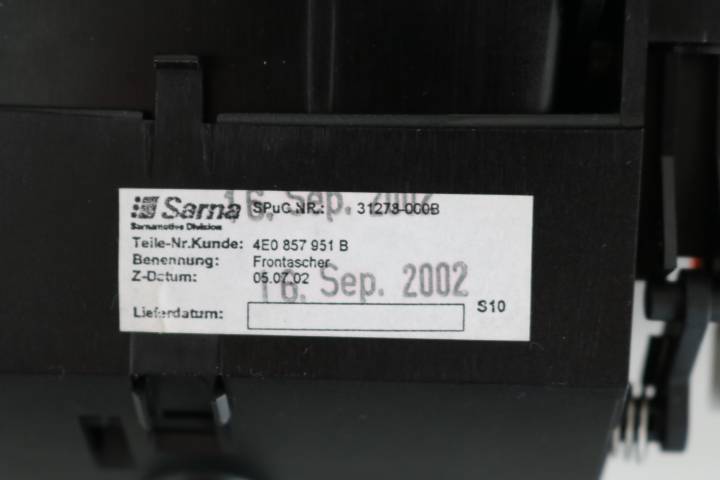 16. Sep. 2002
Sarna SPuC NR.: 31278-000B
Sarnamotive Division
Teile-Nr.Kunde: 4E0 857 951 B
Benennung: Frontascher
Z-Datum: 05.07.02
16. Sep. 2002
Lieferdatum: S10